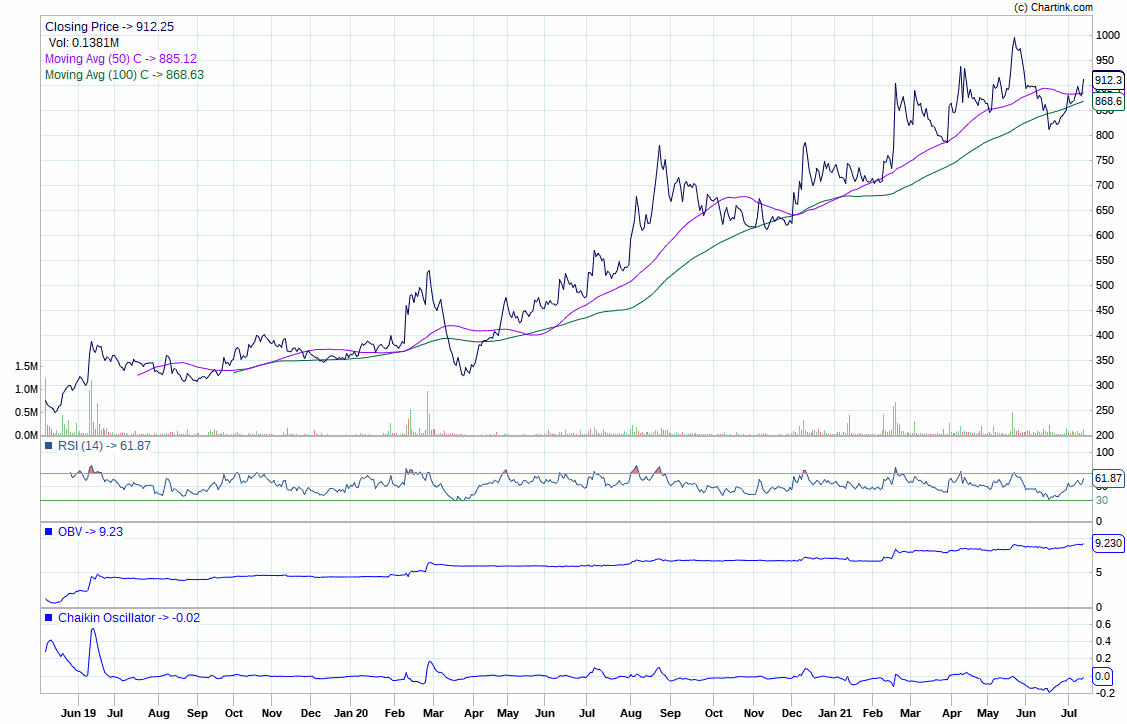 (c) Chartink.com
Closing Price -> 912.25
Vol: 0.1381M
Moving Avg (50) C -> 885.12
Moving Avg (100) C -> 868.63
1000
950
912.3
868.6
850
800
750
700
650
600
550
500
450
400
350
300
250
200
1.5M
1.0M
0.5M
0.0M
RSI (14) -> 61.87
100
61.87
30
0
OBV -> 9.23
9.230
5
0
Chaikin Oscillator -> -0.02
0.6
0.4
0.2
0.0
-0.2
Jun 19 Jul Aug Sep Oct Nov Dec Jan 20 Feb Mar Apr May Jun Jul Aug Sep Oct Nov Dec Jan 21 Feb Mar Apr May Jun Jul